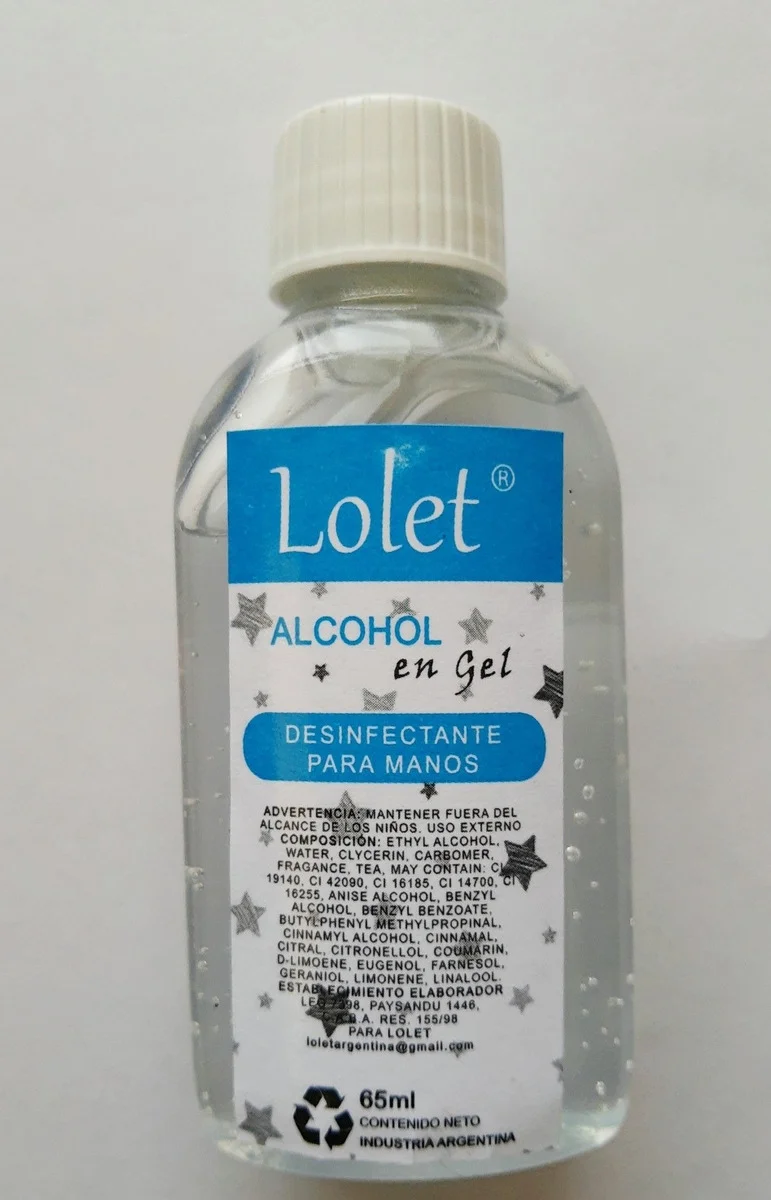 Lolet®
ALCOHOL
en Gel
DESINFECTANTE
PARA MANOS
ADVERTENCIA: MANTENER FUERA DEL
ALCANCE DE LOS NIÑOS. USO EXTERNO
COMPOSICIÓN: ETHYL ALCOHOL,
WATER, GLYCERIN, CARBOMER,
FRAGANCE, TEA, MAY CONTAIN: CI
19140, CI 42090, CI 16185, CI 14700, CI
16255, ANISE ALCOHOL, BENZYL
ALCOHOL, BENZYL BENZOATE,
BUTYLPHENYL METHYLPROPINAL,
CINNAMYL ALCOHOL, CINNAMAL,
CITRAL, CITRONELLOL, COUMARIN,
D-LIMOENE, EUGENOL, FARNESOL,
GERANIOL, LIMONENE, LINALOOL.
ESTABLECIMIENTO ELABORADOR
PAYSANDU 1446,
RES. 155/98
PARA LOLET
loletargentina@gmail.com
65ml
CONTENIDO NETO
INDUSTRIA ARGENTINA